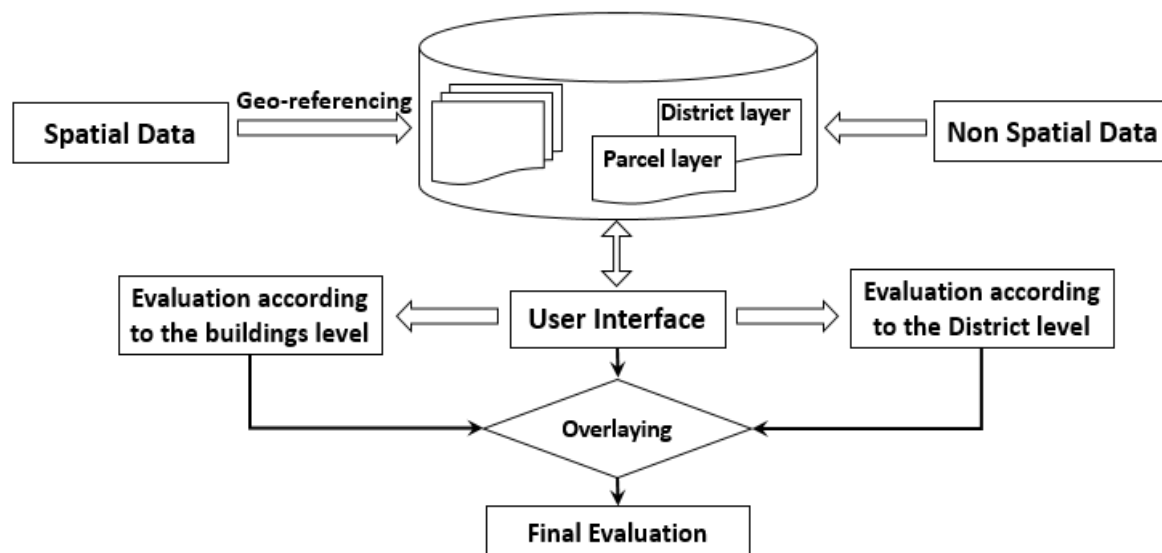 Geo-referencing
Spatial Data
District layer
Parcel layer
Non Spatial Data
Evaluation according
to the buildings level
User Interface
Evaluation according
to the District level
Overlaying
Final Evaluation